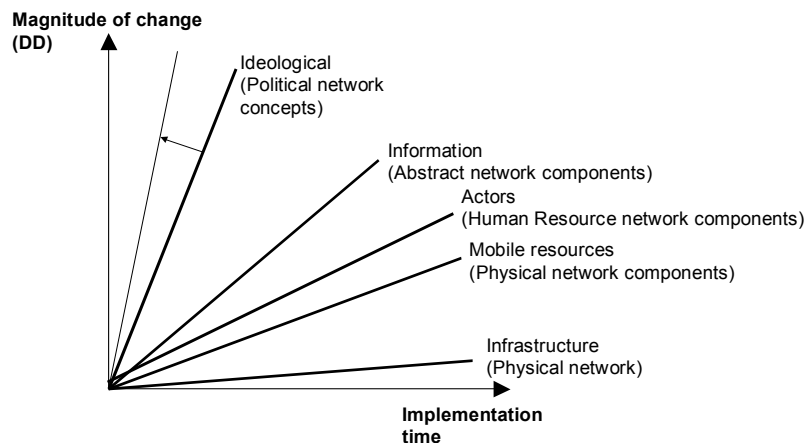 Magnitude of change
(DD)
Ideological
(Political network
concepts)
Information
(Abstract network components)
Actors
(Human Resource network components)
Mobile resources
(Physical network components)
Infrastructure
(Physical network)
Implementation
time